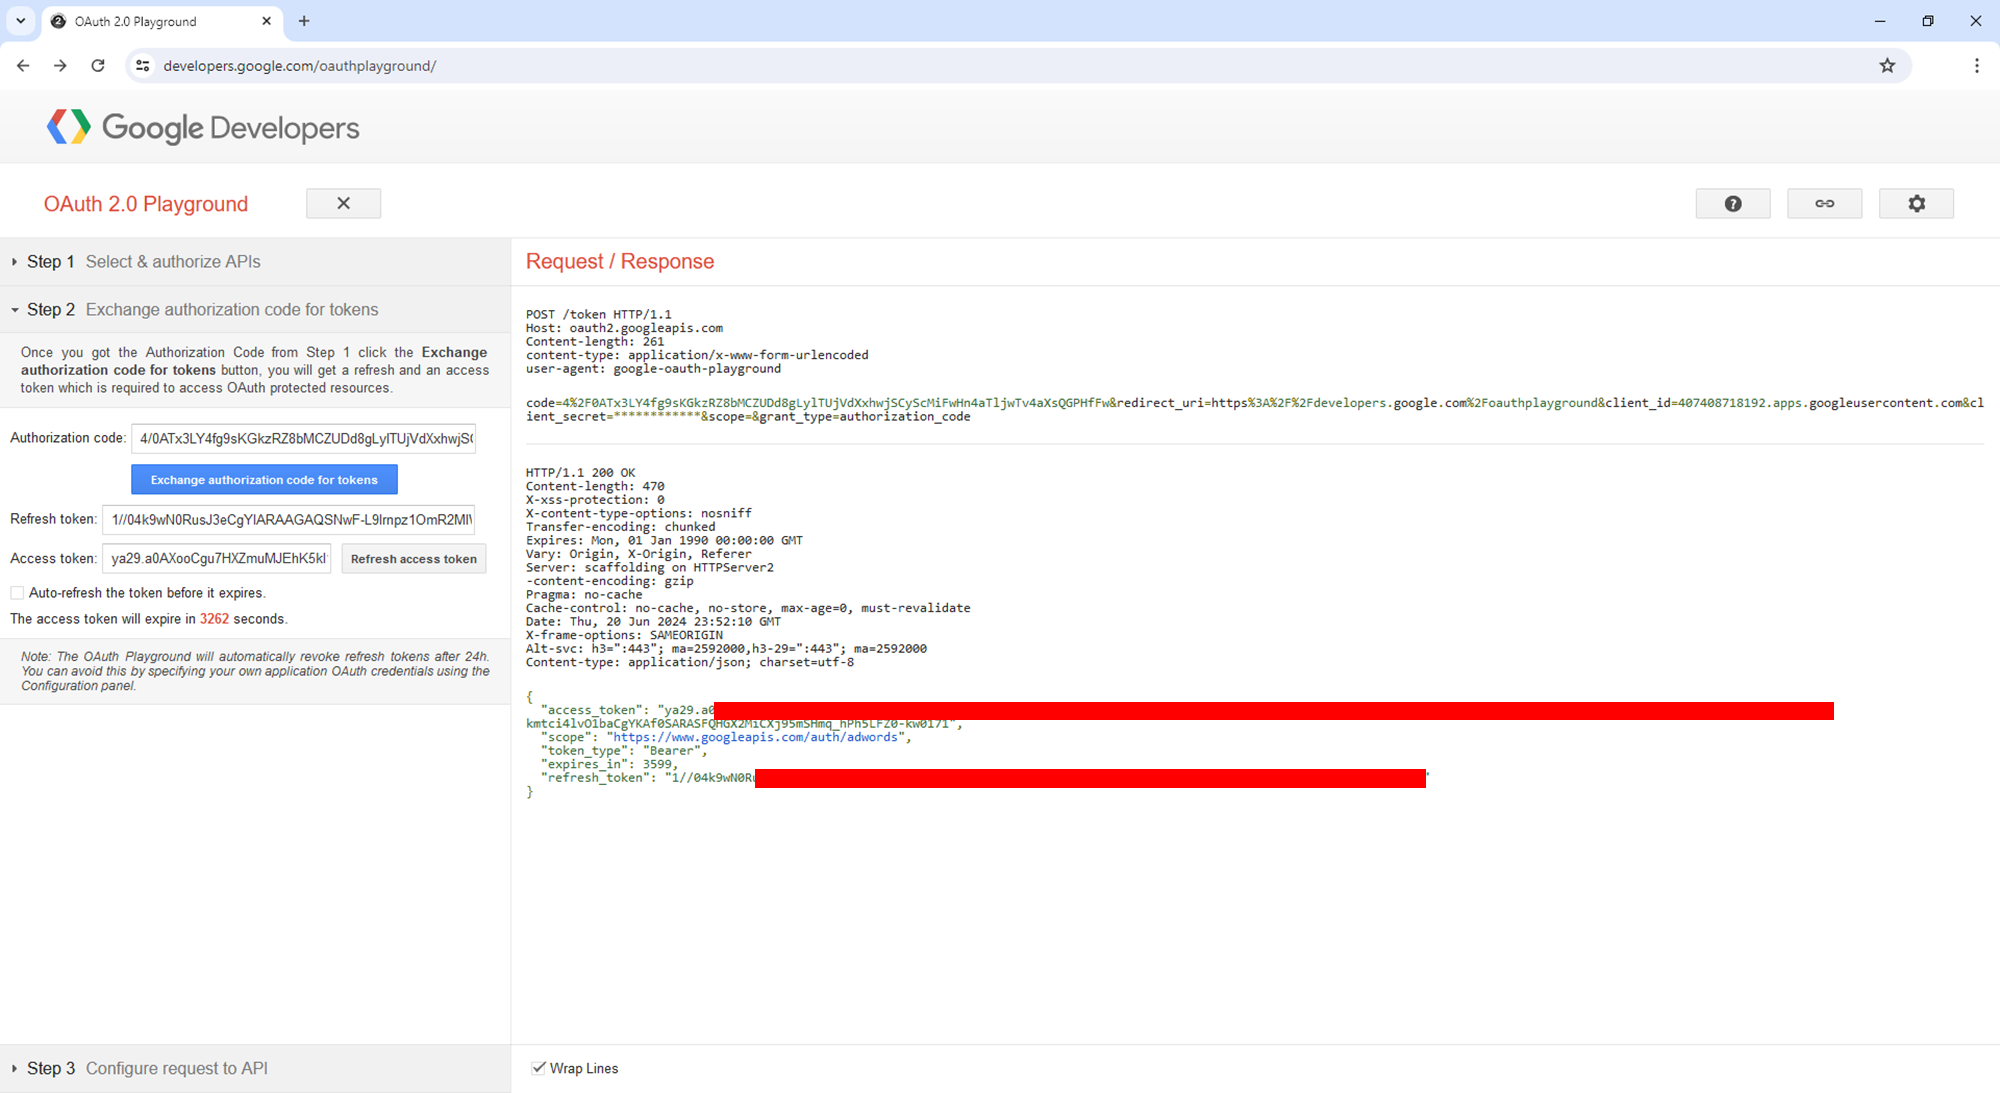 OAuth 2.0 Playground
developers.google.com/oauthplayground/
Google Developers
OAuth 2.0 Playground
Step 1 Select & authorize APIs
Step 2 Exchange authorization code for tokens
Once you got the Authorization Code from Step 1 click the Exchange
authorization code for tokens button, you will get a refresh and an access
token which is required to access OAuth protected resources.
Authorization code: 4/0ATx3LY4fg9sKGkzRZ8bMCZUDd8gLylTUjVdXxhwjSC
Exchange authorization code for tokens
Refresh token: 1//04k9wN0RusJ3eCgYIARAAGAQSNwF-L9Irnpz1OmR2MI
Access token: ya29.a0AXooCgu7HXZmuMJEhK5kI
Refresh access token
Auto-refresh the token before it expires.
The access token will expire in 3262 seconds.
Note: The OAuth Playground will automatically revoke refresh tokens after 24h.
You can avoid this by specifying your own application OAuth credentials using the
Configuration panel.
Step 3 Configure request to API
Request / Response
POST /token HTTP/1.1
Host: oauth2.googleapis.com
Content-length: 261
content-type: application/x-www-form-urlencoded
user-agent: google-oauth-playground
code=4%2F0ATx3LY4fg9sKGkzRZ8bMCZUDd8gLylTUjVdXxhwjSCyScMiFwHn4aTljwTv4aXsQGPHfFw&redirect_uri=https%3A%2F%2Fdevelopers.google.com%2Foauthplayground&client_id=407408718192.apps.googleusercontent.com&cl
ient_secret=************&scope=&grant_type=authorization_code
HTTP/1.1 200 OK
Content-length: 470
X-xss-protection: 0
X-content-type-options: nosniff
Transfer-encoding: chunked
Expires: Mon, 01 Jan 1990 00:00:00 GMT
Vary: Origin, X-Origin, Referer
Server: scaffolding on HTTPServer2
-content-encoding: gzip
Pragma: no-cache
Cache-control: no-cache, no-store, max-age=0, must-revalidate
Date: Thu, 20 Jun 2024 23:52:10 GMT
X-frame-options: SAMEORIGIN
Alt-svc: h3=":443"; ma=2592000,h3-29=":443"; ma=2592000
Content-type: application/json; charset=utf-8
{
"access_token": "ya29.a0
kmtci4lvO1baCgYKAf0SARASFQHGX2MiCXj95mSHmq_hPh5LFZ0-kw0171",
"scope": "https://www.googleapis.com/auth/adwords",
"token_type": "Bearer",
"expires_in": 3599,
"refresh_token": "1//04k9wN0Ru
}
Wrap Lines